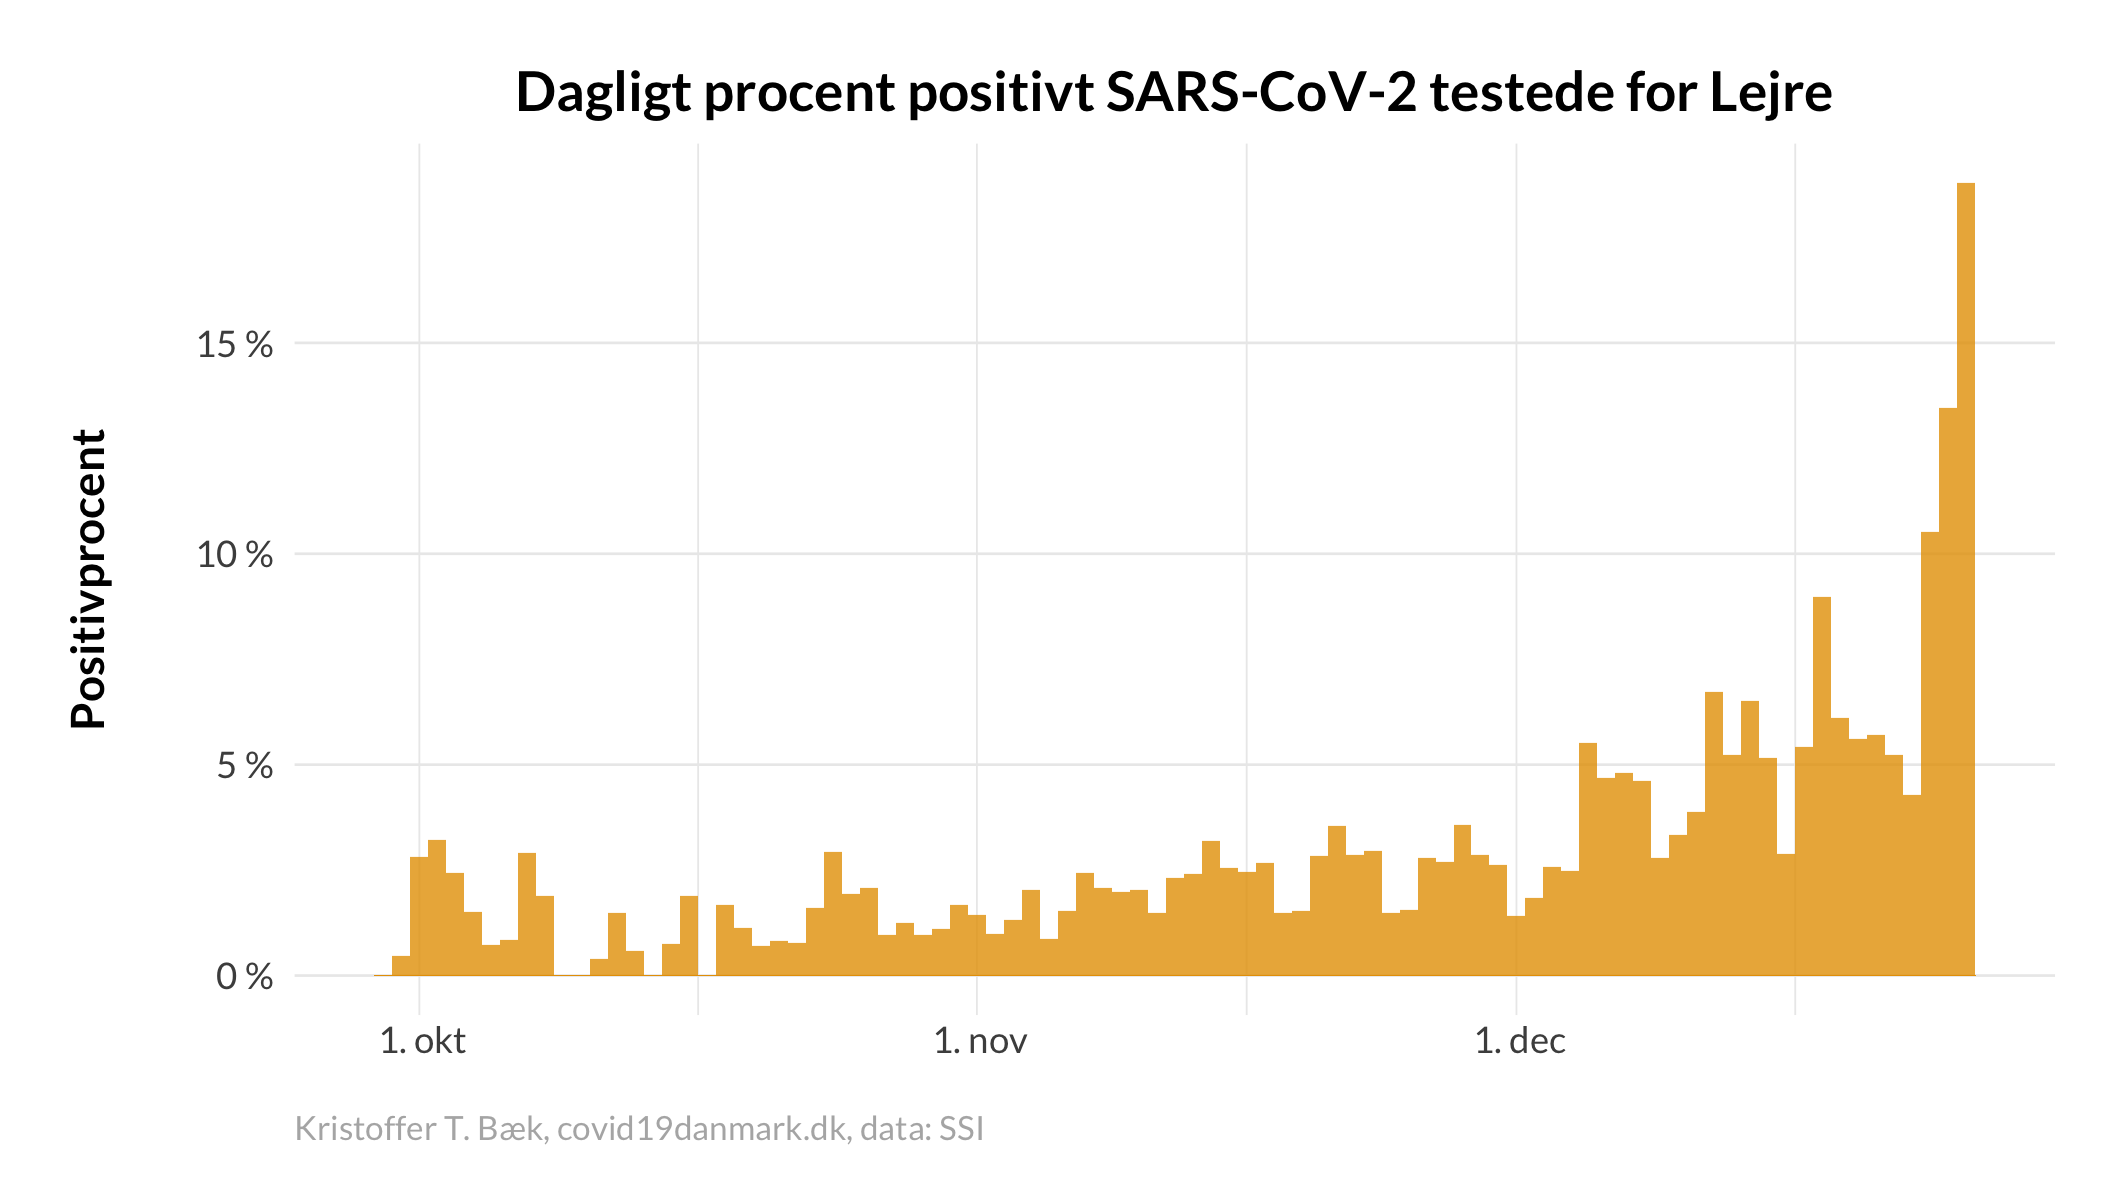 Dagligt procent positivt SARS-CoV-2 testede for Lejre
Positivprocent
15 %
10 %
5 %
0 %
1. okt
1. nov
1. dec
Kristoffer T. Bæk, covid19danmark.dk, data: SSI